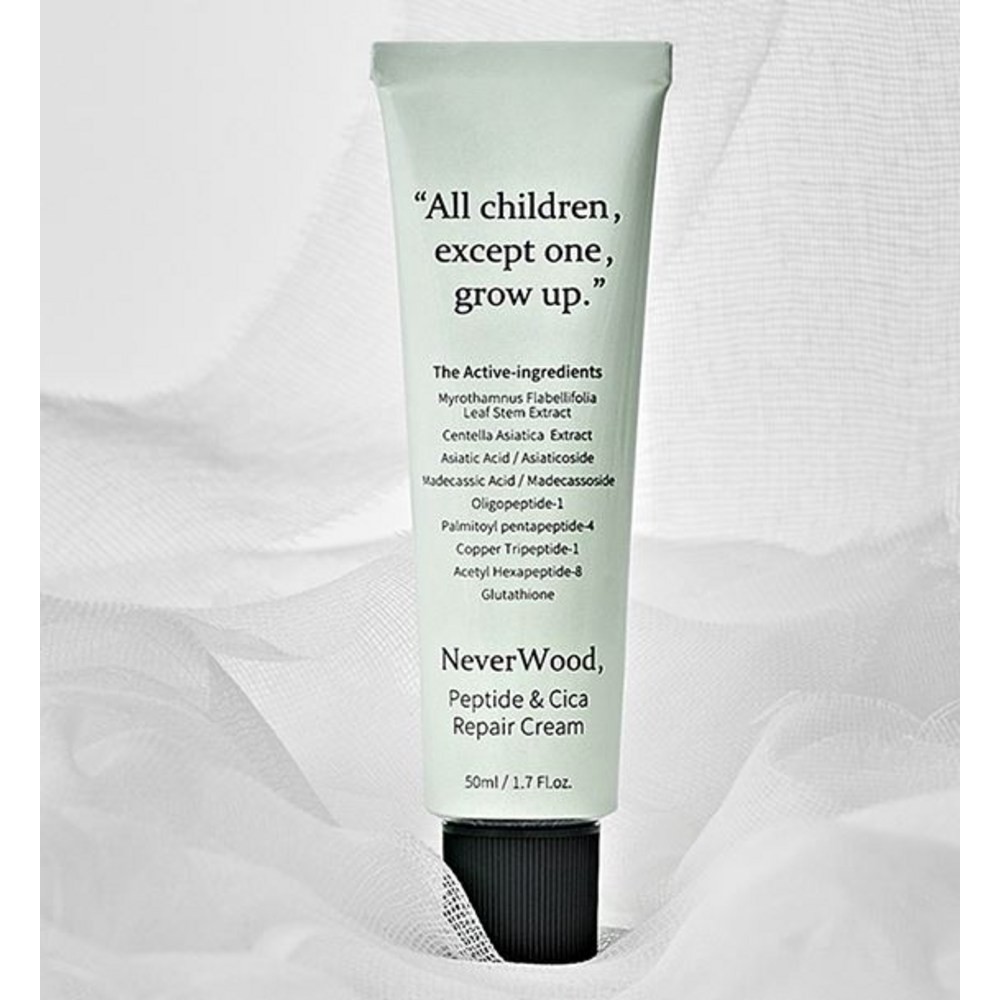 “All children,
except one,
grow up.”
The Active-ingredients
Myrothamnus Flabellifolia
Leaf Stem Extract
Centella Asiatica Extract
Asiatic Acid / Asiaticoside
Madecassic Acid / Madecassoside
Oligopeptide-1
Palmitoyl pentapeptide-4
Copper Tripeptide-1
Acetyl Hexapeptide-8
Glutathione
NeverWood,
Peptide & Cica
Repair Cream
50ml / 1.7 Fl.oz.